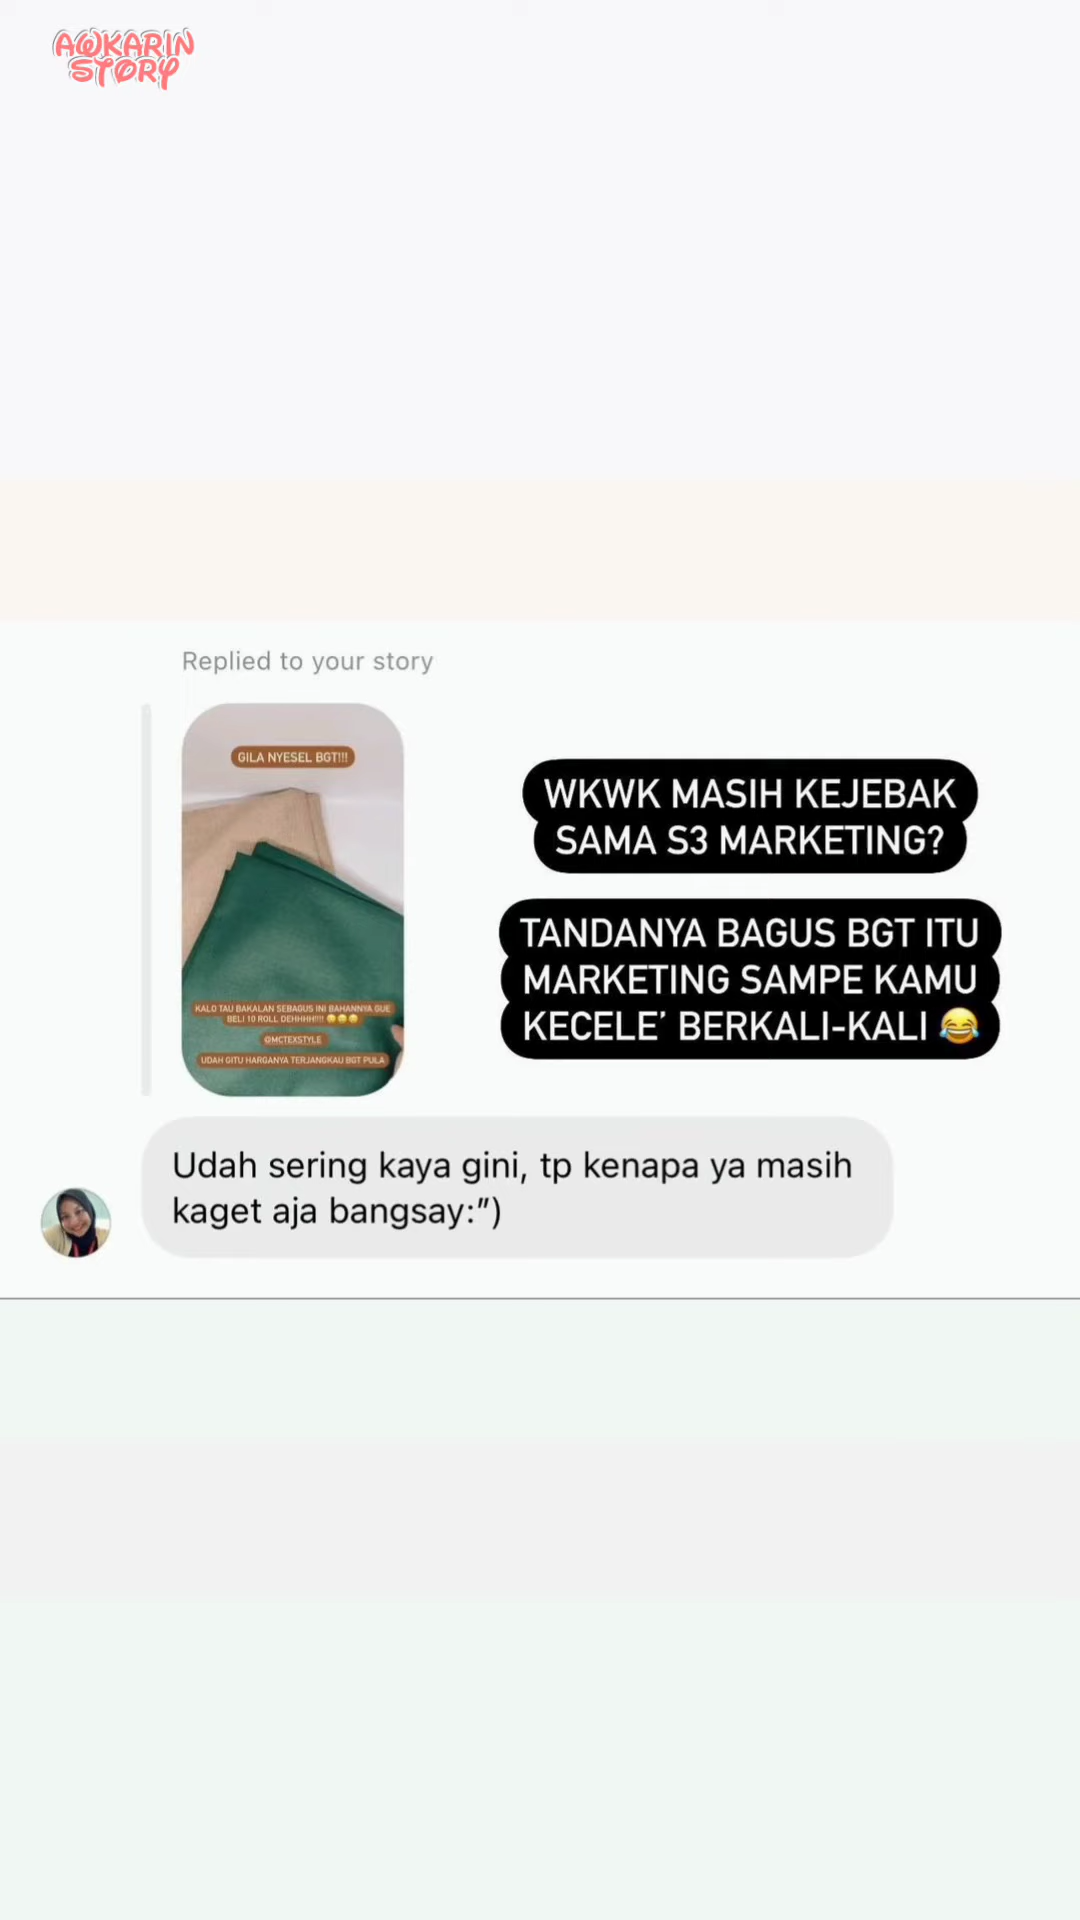 AWKARIN
STORY
Replied to your story
GILA NYESEL BGT!!!
KALO TAU BAKALAN SEBAGUS INI BAHANNYA GUE
BELI 10 ROLL DEHHHH!!!! 😔😔😔
@MCTEXSTYLE
UDAH GITU HARGANYA TERJANGKAU BGT PULA
WKWK MASIH KEJEBAK
SAMA S3 MARKETING?
TANDANYA BAGUS BGT ITU
MARKETING SAMPE KAMU
KECELE’ BERKALI-KALI 😂
Udah sering kaya gini, tp kenapa ya masih
kaget aja bangsay:”)